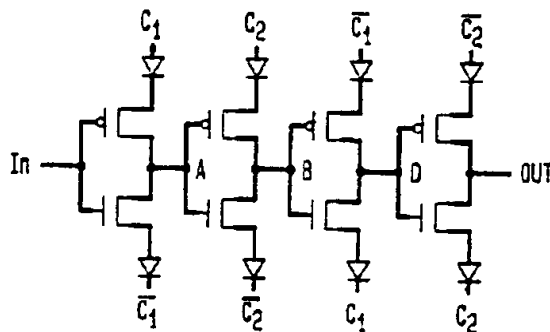 C₁ C₂ C̅₁ C̅₂
In A B D OUT
C̅₁ C̅₂ C₁ C₂